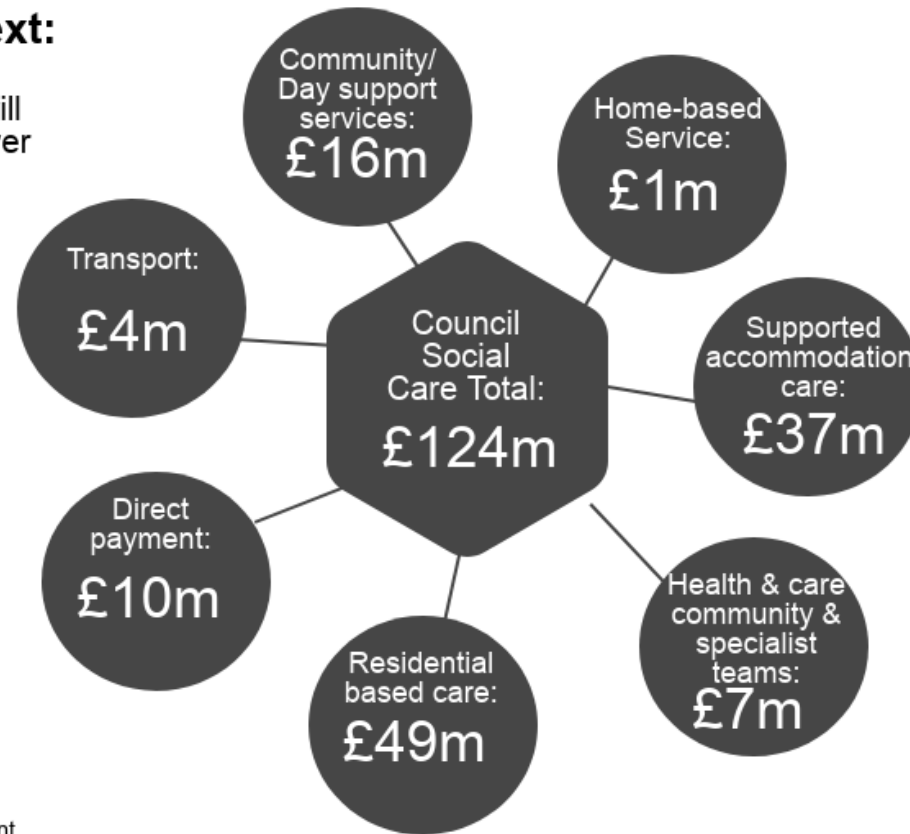 ext:
ill
er
Community/
Day support
services:
£16m
Home-based
Service:
£1m
Transport:
£4m
Council
Social
Care Total:
£124m
Supported
accommodation
care:
£37m
Direct
payment:
£10m
Health & care
community &
specialist
teams:
£7m
Residential
based care:
£49m
nt